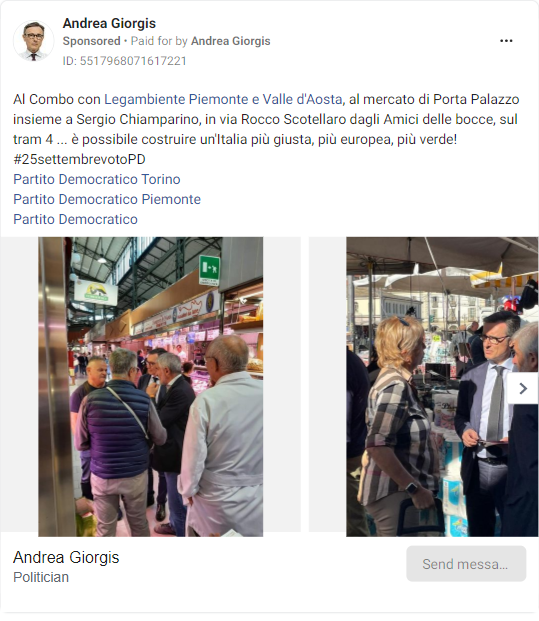 Andrea Giorgis
Sponsored • Paid for by Andrea Giorgis
ID: 5517968071617221
Al Combo con Legambiente Piemonte e Valle d'Aosta, al mercato di Porta Palazzo
insieme a Sergio Chiamparino, in via Rocco Scotellaro dagli Amici delle bocce, sul
tram 4 ... è possibile costruire un'Italia più giusta, più europea, più verde!
#25settembrevotoPD
Partito Democratico Torino
Partito Democratico Piemonte
Partito Democratico
Andrea Giorgis
Politician
Send messa...